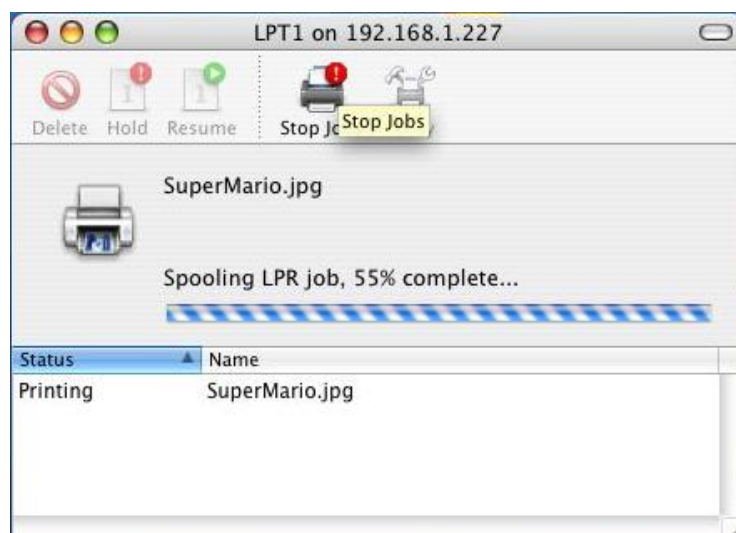 LPT1 on 192.168.1.227
Delete Hold Resume Stop Jo
Stop Jobs
SuperMario.jpg
Spooling LPR job, 55% complete...
Status Name
Printing SuperMario.jpg